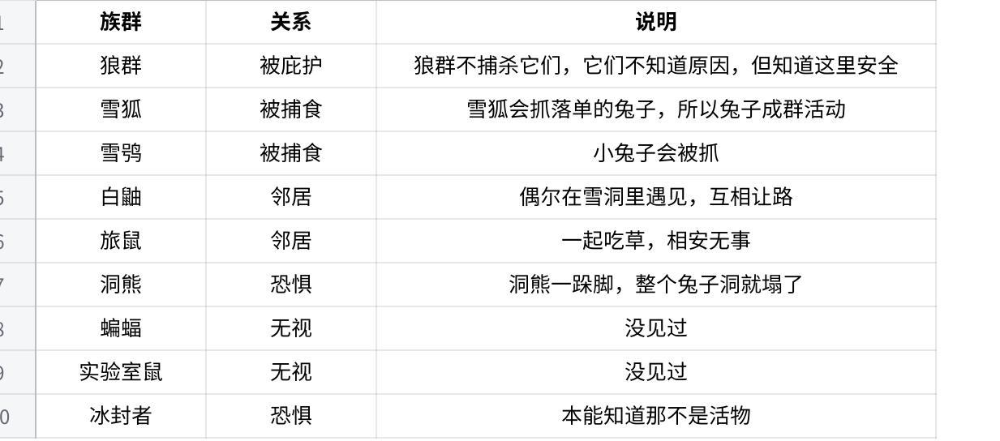 1 族群 关系 说明
2 狼群 被庇护 狼群不捕杀它们，它们不知道原因，但知道这里安全
3 雪狐 被捕食 雪狐会抓落单的兔子，所以兔子成群活动
4 雪鸮 被捕食 小兔子会被抓
5 白鼬 邻居 偶尔在雪洞里遇见，互相让路
6 旅鼠 邻居 一起吃草，相安无事
7 洞熊 恐惧 洞熊一跺脚，整个兔子洞就塌了
8 蝙蝠 无视 没见过
9 实验室鼠 无视 没见过
0 冰封者 恐惧 本能知道那不是活物